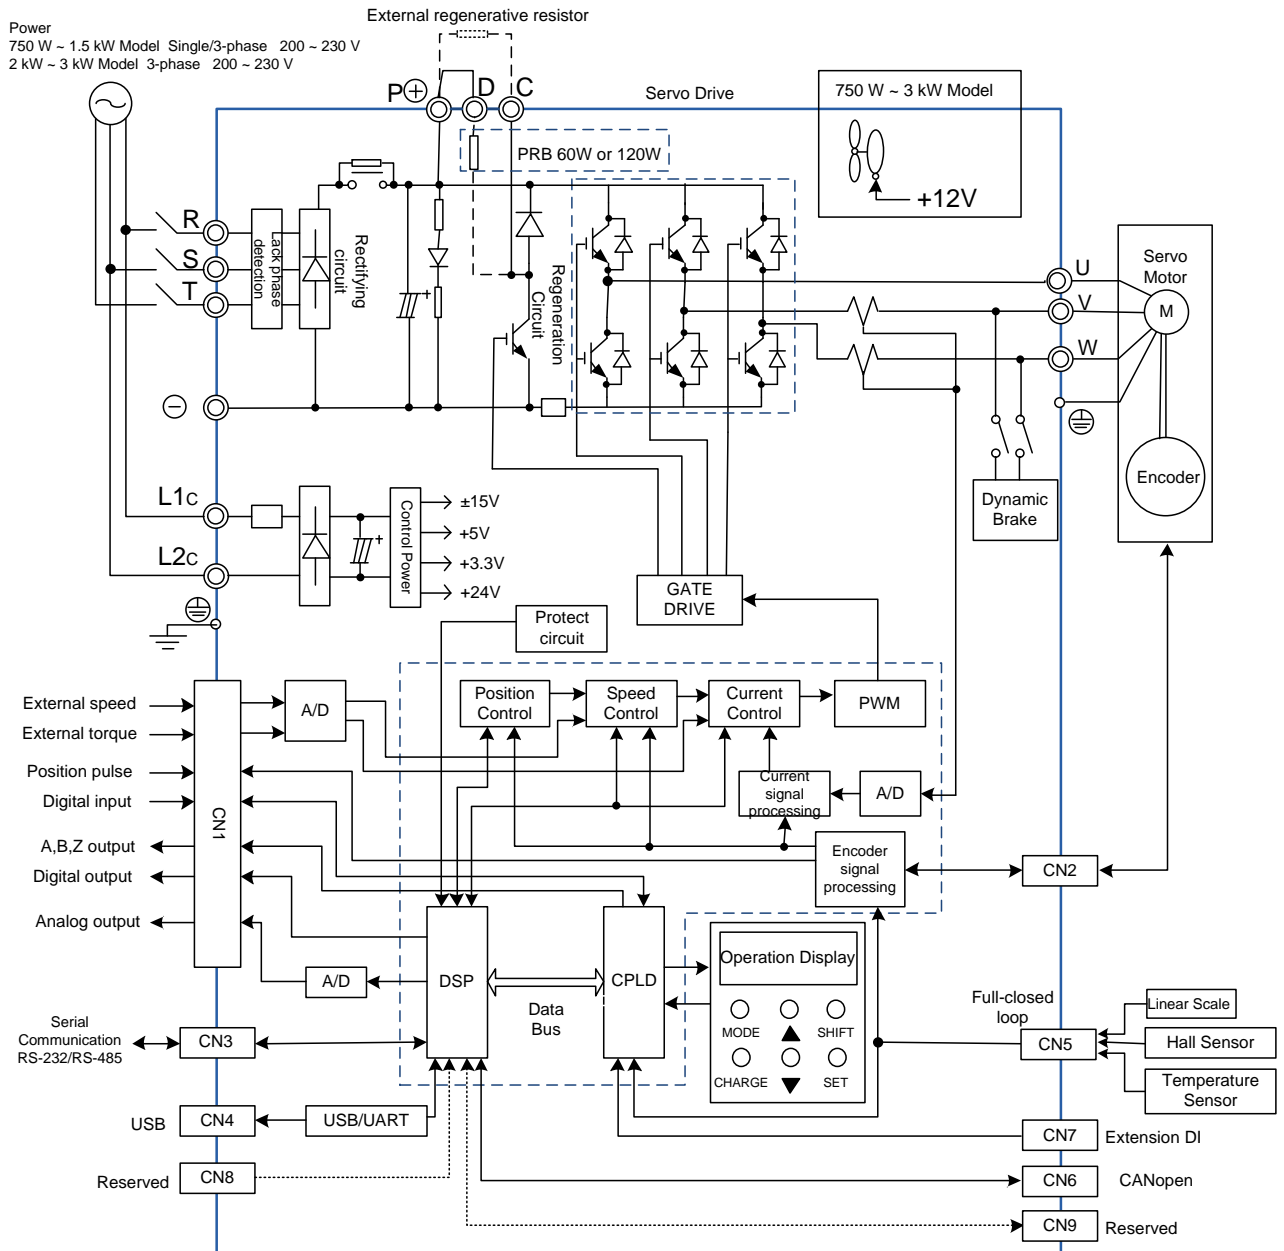 External regenerative resistor
Power
750 W ~ 1.5 kW Model Single/3-phase 200 ~ 230 V
2 kW ~ 3 kW Model 3-phase 200 ~ 230 V
P⊕
D
C
Servo Drive
750 W ~ 3 kW Model
+12V
PRB 60W or 120W
R
S
T
Lack phase
detection
Rectifying
circuit
+
Regeneration
Circuit
U
V
W
Servo
Motor
M
Encoder
⊖
Dynamic
Brake
L1C
L2C
+
Control Power
±15V
+5V
+3.3V
+24V
GATE
DRIVE
Protect
circuit
Position
Control
Speed
Control
Current
Control
PWM
External speed
External torque
Position pulse
Digital input
A,B,Z output
Digital output
Analog output
CN1
A/D
Current
signal
processing
A/D
Encoder
signal
processing
CN2
A/D
DSP
Data
Bus
CPLD
Operation Display
MODE
▲
SHIFT
CHARGE
▼
SET
Full-closed
loop
CN5
Linear Scale
Hall Sensor
Temperature
Sensor
Serial
Communication
RS-232/RS-485
CN3
USB
CN4
USB/UART
Reserved
CN8
CN7
Extension DI
CN6
CANopen
CN9
Reserved